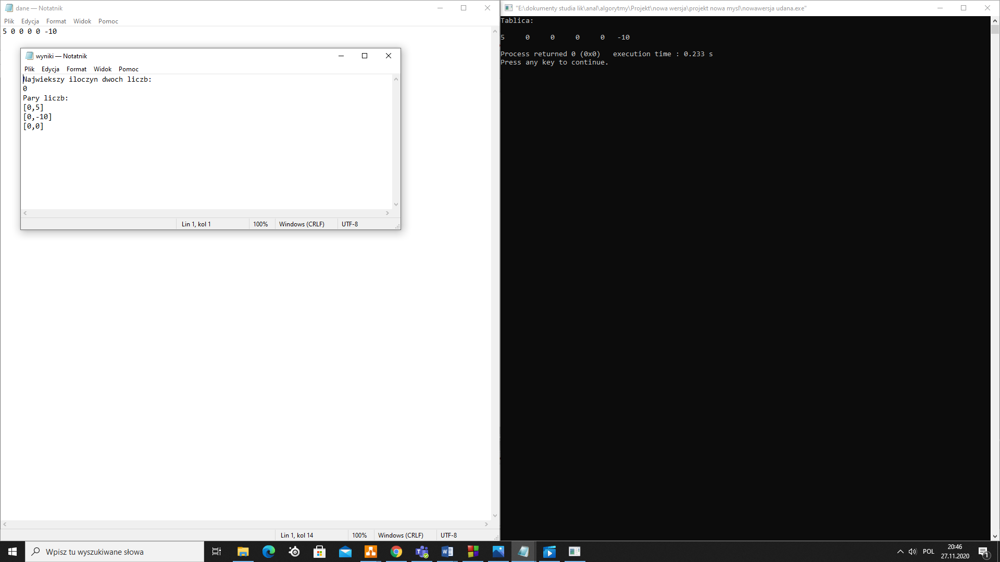 dane — Notatnik
Plik Edycja Format Widok Pomoc
5 0 0 0 0 -10
wyniki — Notatnik
Plik Edycja Format Widok Pomoc
Najwiekszy iloczyn dwoch liczb:
0
Pary liczb:
[0,5]
[0,-10]
[0,0]
Lin 1, kol 1 100% Windows (CRLF) UTF-8
Lin 1, kol 14 100% Windows (CRLF) UTF-8
"E:\dokumenty studia lik\anal\algorytmy\Projekt\nowa wersja\projekt nowa mysl\nowawersja udana.exe"
Tablica:
5 0 0 0 0 -10
Process returned 0 (0x0) execution time : 0.233 s
Press any key to continue.
Wpisz tu wyszukiwane słowa
POL
20:46
27.11.2020
1